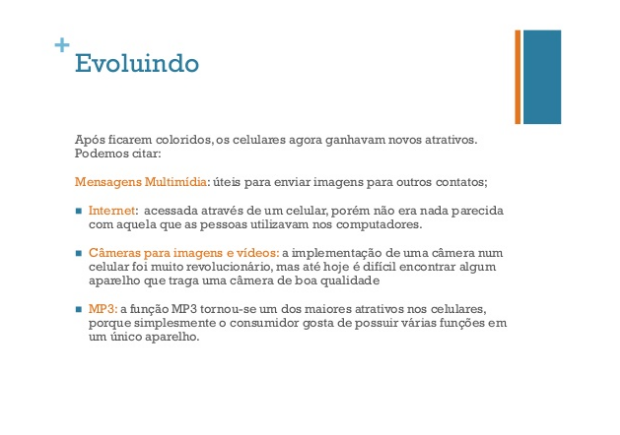 +
Evoluindo
Após ficarem coloridos, os celulares agora ganhavam novos atrativos.
Podemos citar:
Mensagens Multimídia: úteis para enviar imagens para outros contatos;
Internet: acessada através de um celular, porém não era nada parecida
com aquela que as pessoas utilizavam nos computadores.
Câmeras para imagens e vídeos: a implementação de uma câmera num
celular foi muito revolucionário, mas até hoje é difícil encontrar algum
aparelho que traga uma câmera de boa qualidade
MP3: a função MP3 tornou-se um dos maiores atrativos nos celulares,
porque simplesmente o consumidor gosta de possuir várias funções em
um único aparelho.